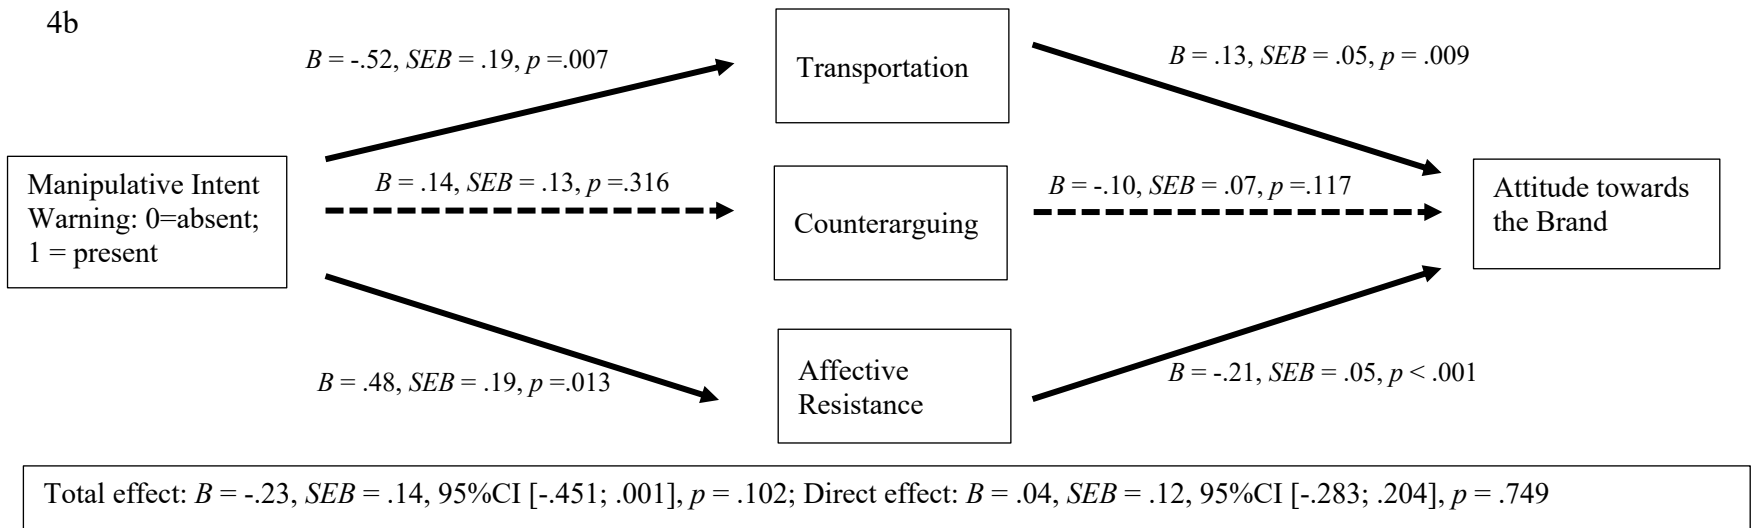 4b
B = -.52, SEB = .19, p =.007
Transportation
B = .13, SEB = .05, p = .009
Manipulative Intent
Warning: 0=absent;
1 = present
B = .14, SEB = .13, p =.316
Counterarguing
B = -.10, SEB = .07, p =.117
Attitude towards
the Brand
B = .48, SEB = .19, p =.013
Affective
Resistance
B = -.21, SEB = .05, p < .001
Total effect: B = -.23, SEB = .14, 95%CI [-.451; .001], p = .102; Direct effect: B = .04, SEB = .12, 95%CI [-.283; .204], p = .749